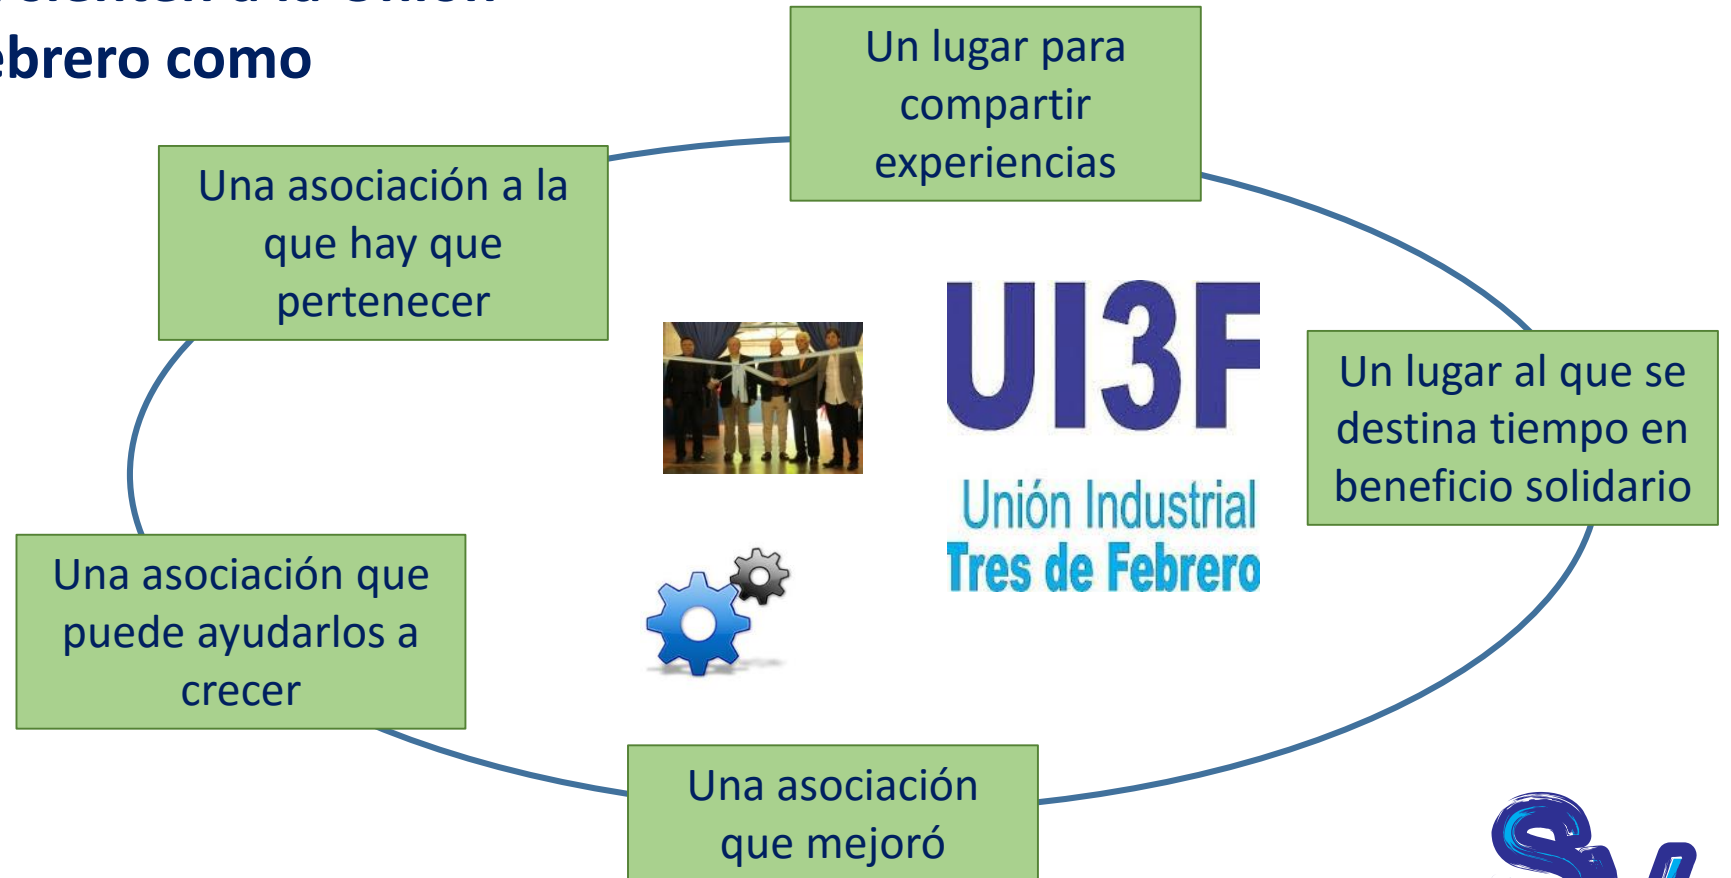 a la Unión
ebrero como
Un lugar para
compartir
experiencias
Una asociación a la
que hay que
pertenecer
UI3F
Unión Industrial
Tres de Febrero
Un lugar al que se
destina tiempo en
beneficio solidario
Una asociación que
puede ayudarlos a
crecer
Una asociación
que mejoró